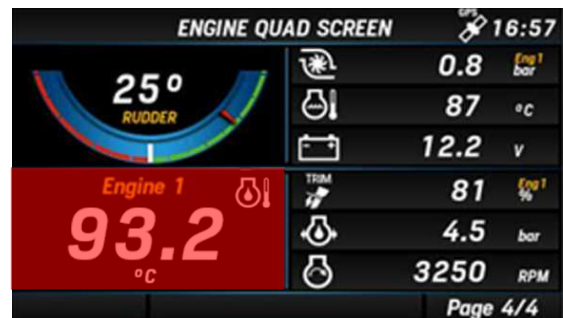 ENGINE QUAD SCREEN
GPS
16:57
25°
RUDDER
0.8 Eng1 bar
87 °C
12.2 V
Engine 1
93.2
°C
TRIM
81 Eng1 %
4.5 bar
3250 RPM
Page 4/4